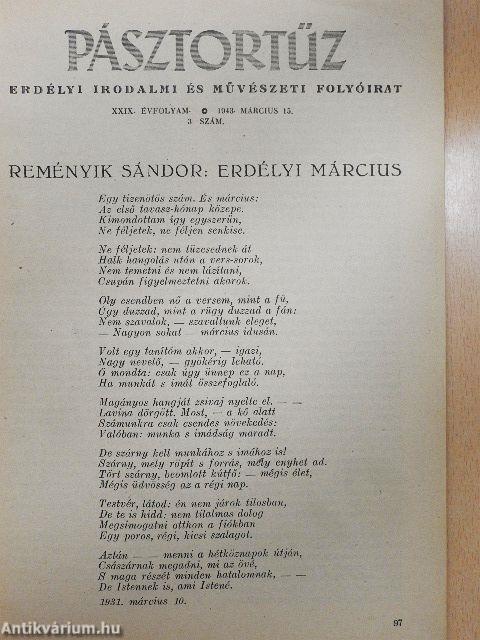 PÁSZTORTŰZ
ERDÉLYI IRODALMI ÉS MŰVÉSZETI FOLYÓIRAT
XXIX. ÉVFOLYAM. 1943. MÁRCIUS 15.
3. SZÁM.
REMÉNYIK SÁNDOR: ERDÉLYI MÁRCIUS
Egy tizenötös szám. És március:
Az első tavasz-hónap közepe.
Kimondottam így egyszerün,
Ne féljetek, ne féljen senkise.
Ne féljetek: nem tüzesednek át
Halk hangolás után a vers-sorok,
Nem temetni és nem lázítani,
Csupán figyelmeztetni akarok.
Oly csendben nő a versem, mint a fű,
Úgy duzzad, mint a rügy duzzad a fán:
Nem szavalok, — szavaltunk eleget,
— Nagyon sokat — március idusán.
Volt egy tanítóm akkor, — igazi,
Nagy nevelő, — gyökérig leható.
Ő mondta: csak úgy ünnep ez a nap,
Ha munkát s imát összefoglaló.
Magányos hangját zsivaj nyelte el. — —
Lavina dörgött. Most, — a kő alatt
Számunkra csak csendes növekedés:
Valóban: munka s imádság maradt.
De szárny kell munkához s imához is!
Szárny, mely röpít s forrás, mely enyhet ad.
Tört szárny, beomlott kútfő: — mégis élet,
Mégis üdvösség az a régi nap.
Testvér, látod: én nem járok tilosban,
De te is hidd: nem tilalmas dolog
Megsimogatni otthon a fiókban
Egy poros, régi, kicsi szalagot.
Aztán — — menni a hétköznapok útján,
Császárnak megadni, mi az övé,
S maga részét minden hatalomnak, — —
De Istennek is, ami Istené.
1931. március 10.
97
Antikvárium.hu